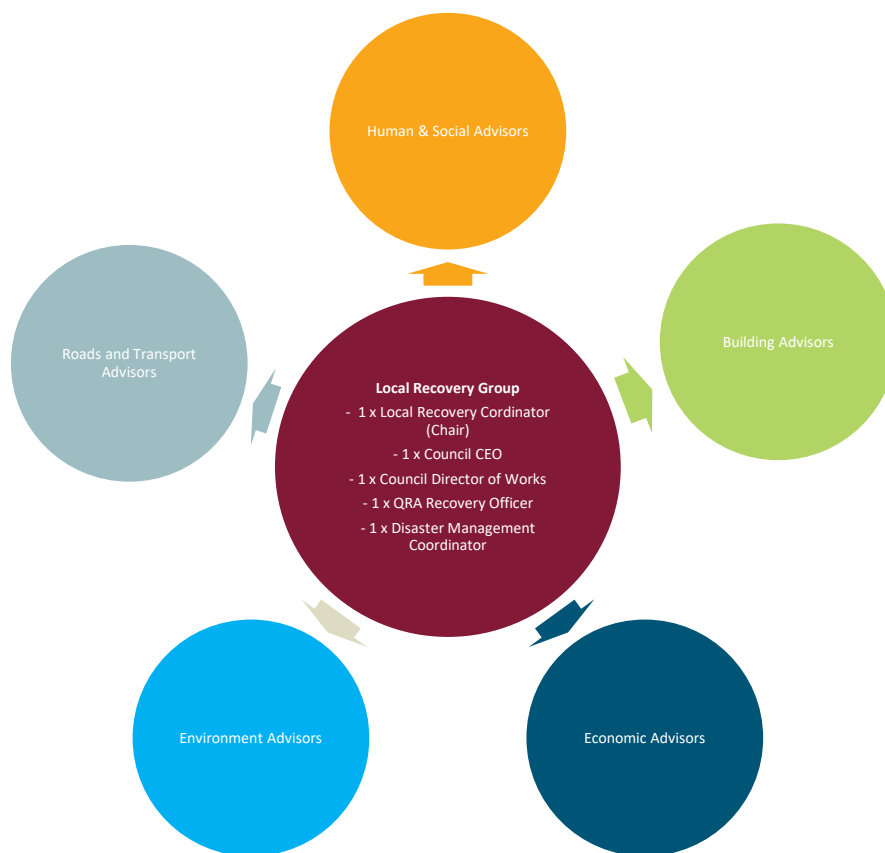 Human & Social Advisors
Roads and Transport
Advisors
Building Advisors
Local Recovery Group
- 1 x Local Recovery Cordinator
(Chair)
- 1 x Council CEO
- 1 x Council Director of Works
- 1 x QRA Recovery Officer
- 1 x Disaster Management
Coordinator
Environment Advisors
Economic Advisors